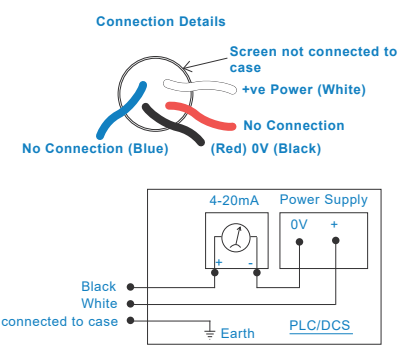 Connection Details
Screen not connected to
case
+ve Power (White)
No Connection
No Connection (Blue)
(Red) 0V (Black)
4-20mA
Power Supply
0V
+
+
-
Black
White
connected to case
Earth
PLC/DCS